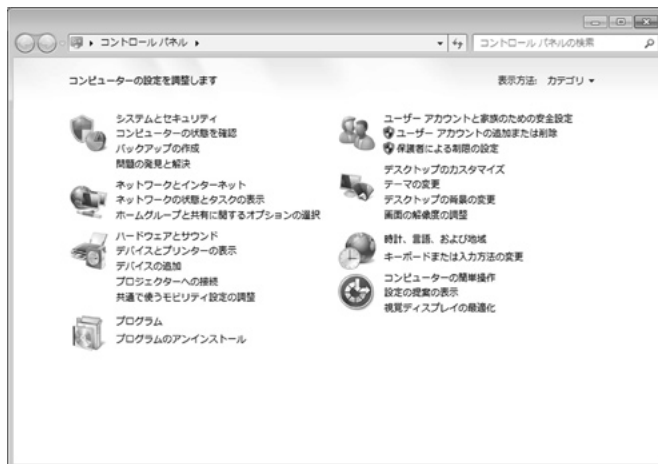 コントロール パネル
コントロール パネルの検索
コンピューターの設定を調整します
表示方法: カテゴリ
システムとセキュリティ
コンピューターの状態を確認
バックアップの作成
問題の発見と解決
ネットワークとインターネット
ネットワークの状態とタスクの表示
ホームグループと共有に関するオプションの選択
ハードウェアとサウンド
デバイスとプリンターの表示
デバイスの追加
プロジェクターへの接続
共通で使うモビリティ設定の調整
プログラム
プログラムのアンインストール
ユーザー アカウントと家族のための安全設定
ユーザー アカウントの追加または削除
保護者による制限の設定
デスクトップのカスタマイズ
テーマの変更
デスクトップの背景の変更
画面の解像度の調整
時計、言語、および地域
キーボードまたは入力方法の変更
コンピューターの簡単操作
設定の提案の表示
視覚ディスプレイの最適化